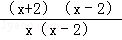 (x+2) (x-2)
x (x-2)